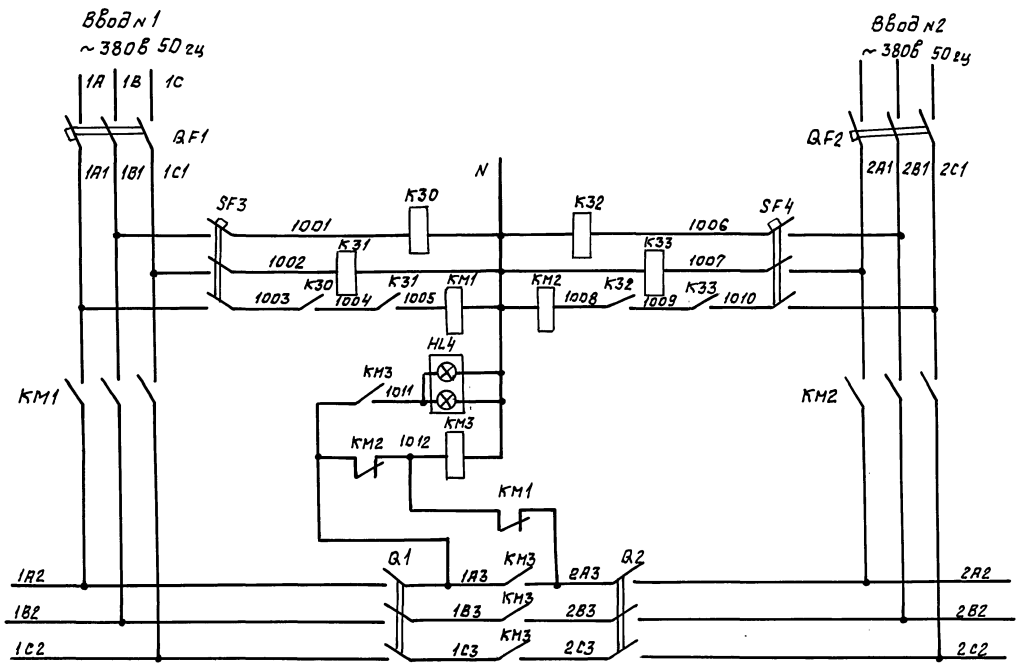 Ввод №1
~380в 50гц
1А 1В 1С
QF1
1А1 1В1 1С1
Ввод №2
~380в 50гц
QF2
2А1 2В1 2С1
N
SF3
1001
К30
К32
1006
SF4
1002
К31
К33
1007
1003
К30
1004
К31
1005
КМ1
КМ2
1008
К32
1009
К33
1010
HL4
КМ3
1011
КМ1
КМ2
КМ2
1012
КМ3
КМ1
1А2
Q1
1А3
КМ3
2А3
Q2
2А2
1В2
1В3
КМ3
2В3
2В2
1С2
1С3
КМ3
2С3
2С2